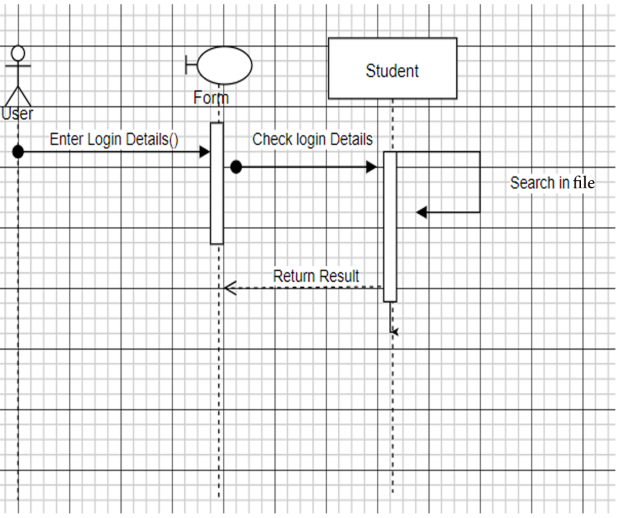 Student
Form
User
Enter Login Details()
Check login Details
Search in file
Return Result